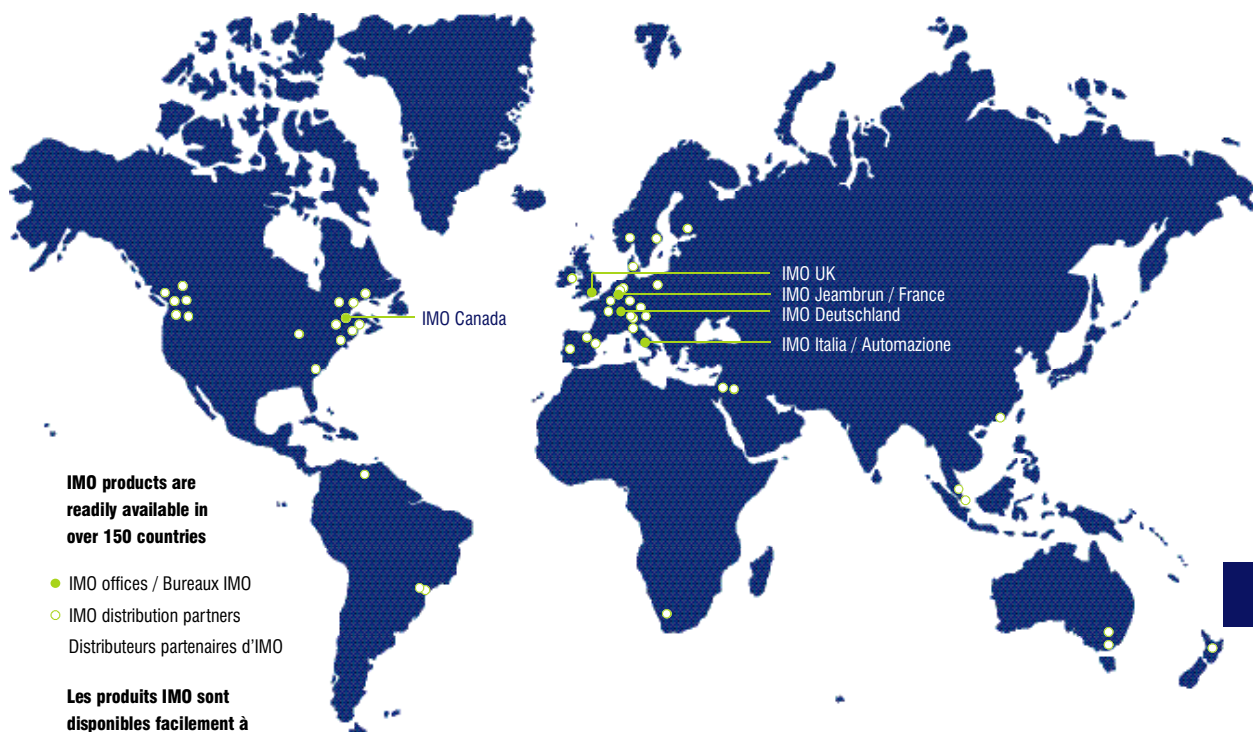 IMO UK
IMO Jeambrun / France
IMO Deutschland
IMO Canada
IMO Italia / Automazione
IMO products are
readily available in
over 150 countries
IMO offices / Bureaux IMO
IMO distribution partners
Distributeurs partenaires d’IMO
Les produits IMO sont
disponibles facilement à